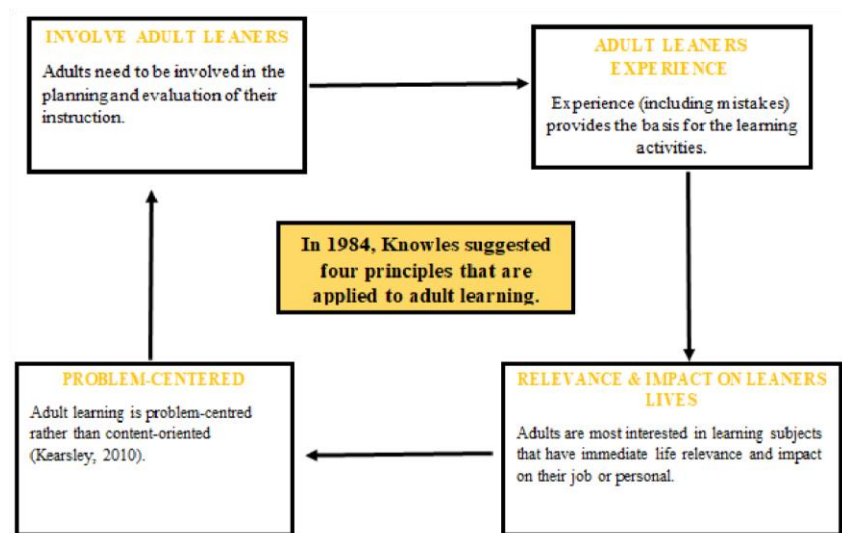 INVOLVE ADULT LEANERS
Adults need to be involved in the
planning and evaluation of their
instruction.
ADULT LEANERS
EXPERIENCE
Experience (including mistakes)
provides the basis for the learning
activities.
In 1984, Knowles suggested
four principles that are
applied to adult learning.
PROBLEM-CENTERED
Adult learning is problem-centred
rather than content-oriented
(Kearsley, 2010).
RELEVANCE & IMPACT ON LEANERS
LIVES
Adults are most interested in learning subjects
that have immediate life relevance and impact
on their job or personal.